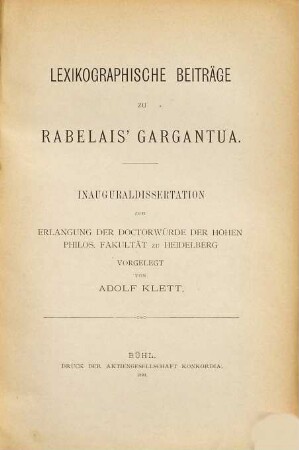 LEXIKOGRAPHISCHE BEITRÄGE
ZU
RABELAIS' GARGANTUA.
INAUGURALDISSERTATION
ZUR
ERLANGUNG DER DOCTORWÜRDE DER HOHEN
PHILOS. FAKULTÄT ZU HEIDELBERG
VORGELEGT
VON
ADOLF KLETT.
BÜHL.
DRUCK DER AKTIENGESELLSCHAFT KONKORDIA.